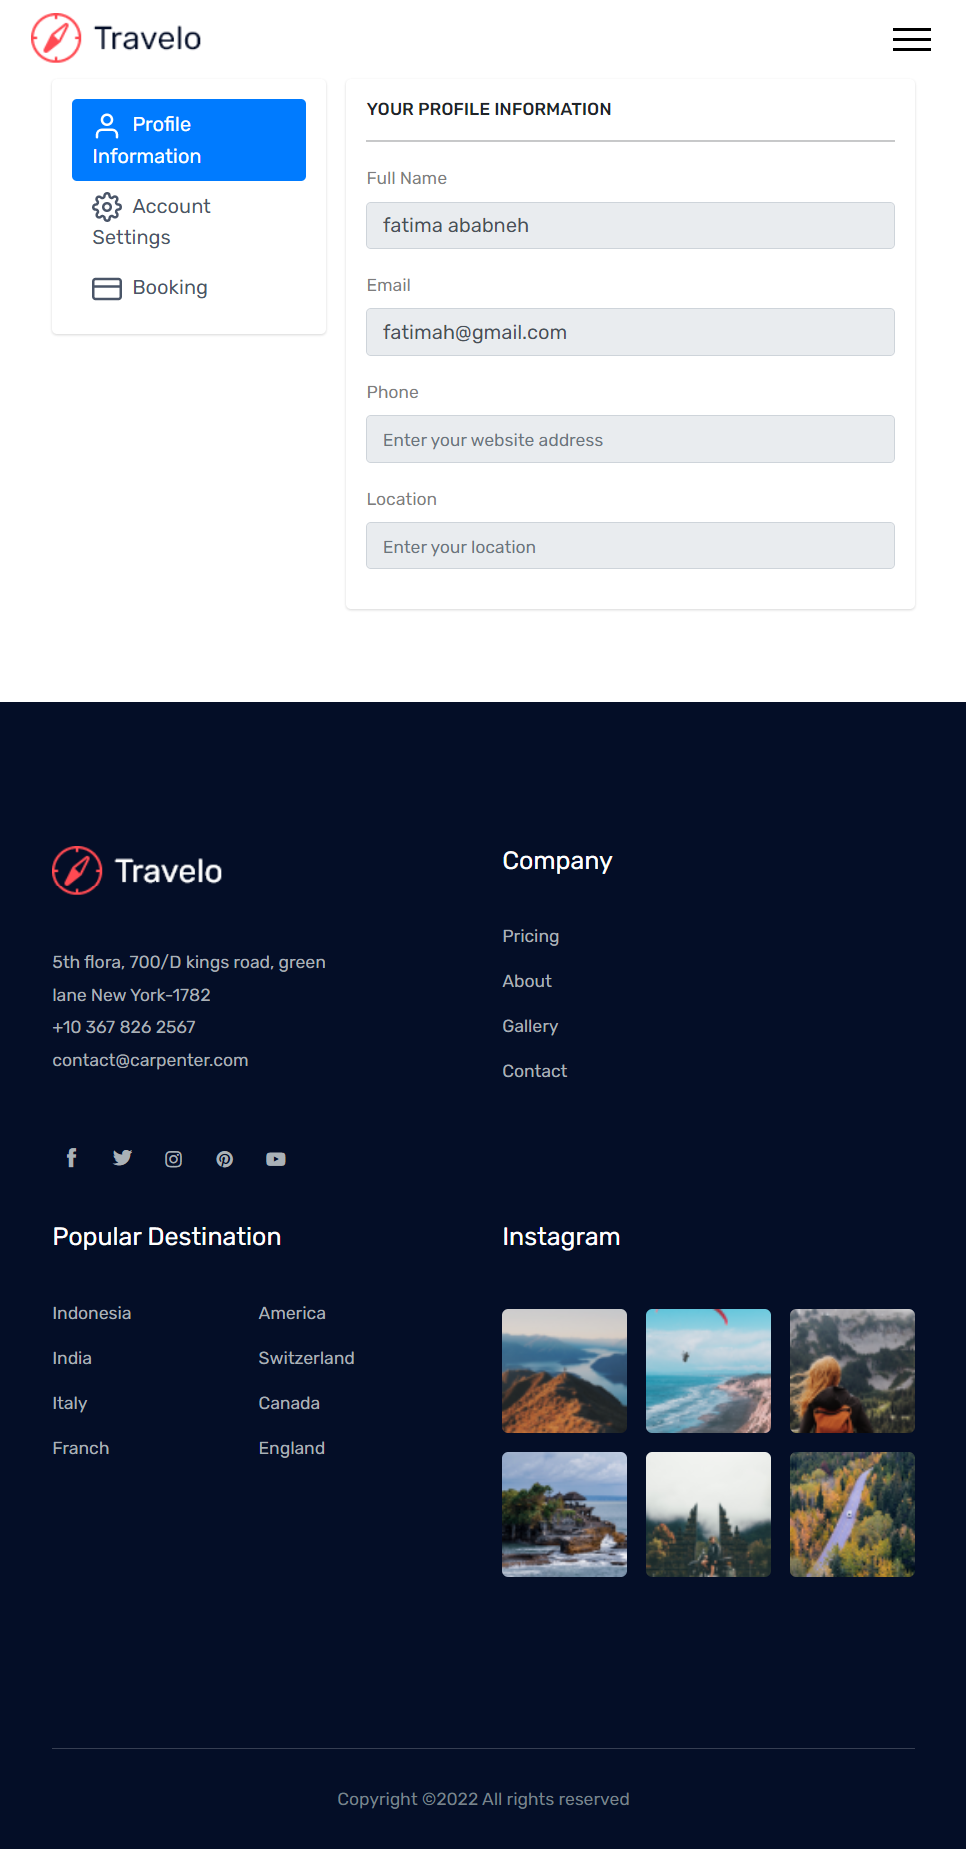 Travelo
Profile
Information
Account
Settings
Booking
YOUR PROFILE INFORMATION
Full Name
fatima ababneh
Email
fatimah@gmail.com
Phone
Enter your website address
Location
Enter your location
Travelo
5th flora, 700/D kings road, green
lane New York-1782
+10 367 826 2567
contact@carpenter.com
Company
Pricing
About
Gallery
Contact
Popular Destination
Indonesia
America
India
Switzerland
Italy
Canada
Franch
England
Instagram
Copyright ©2022 All rights reserved